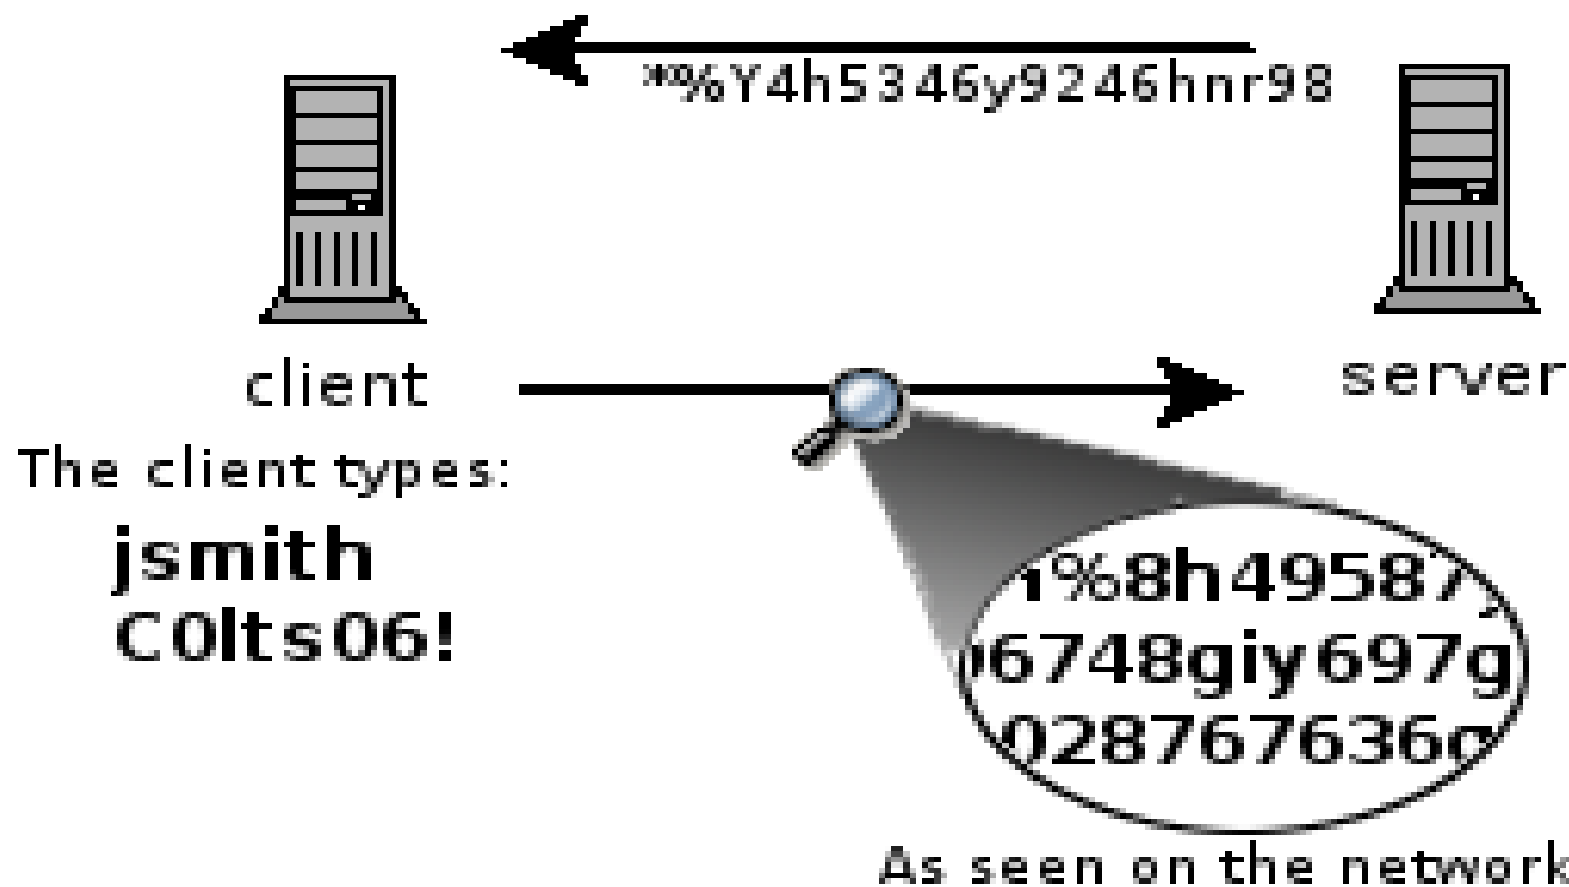 *%Y4h5346y9246hnr98
client
server
The client types:
jsmith
C0lts06!
%8h49587
6748giy697g
028767636
As seen on the network